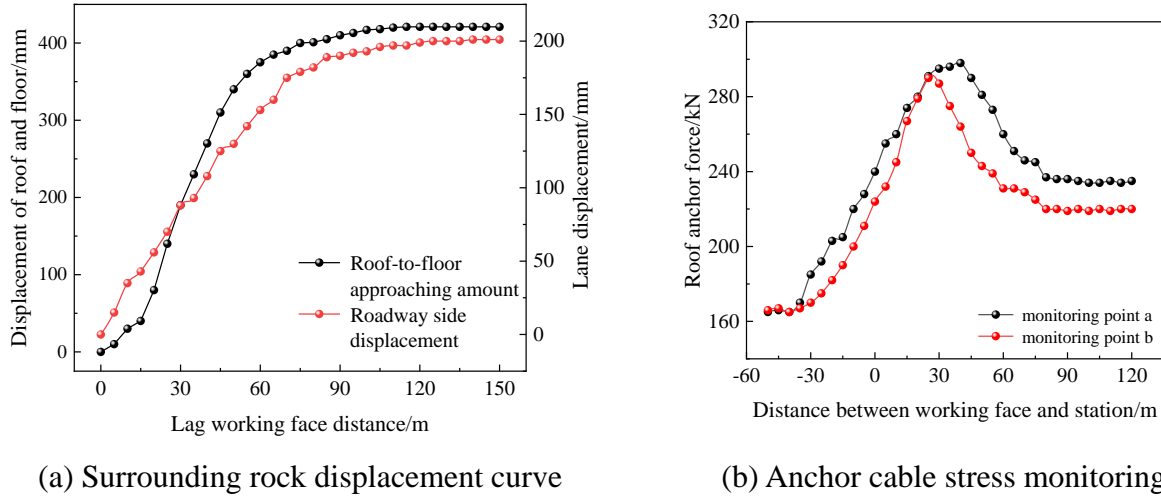 400
300
200
100
0
Displacement of roof and floor/mm
200
150
100
50
0
Lane displacement/mm
Roof-to-floor
approaching amount
Roadway side
displacement
0 30 60 90 120 150
Lag working face distance/m
(a) Surrounding rock displacement curve
320
280
240
200
160
Roof anchor force/kN
monitoring point a
monitoring point b
-60 -30 0 30 60 90 120
Distance between working face and station/m
(b) Anchor cable stress monitoring